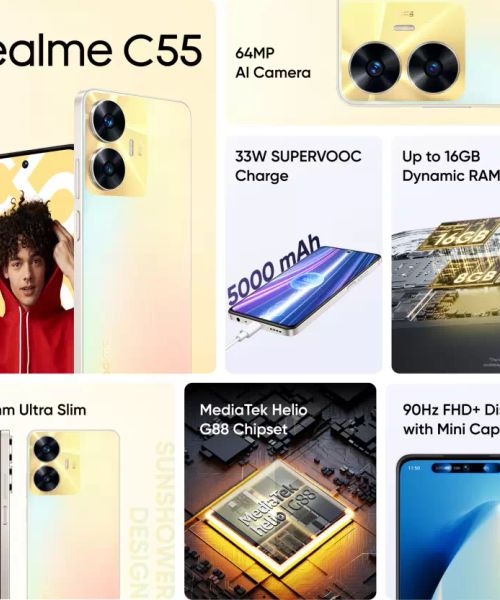 ealme C55
64MP
AI Camera
33W SUPERVOOC
Charge
5000 mAh
Up to 16GB
Dynamic RAM
16GB
8GB
m Ultra Slim
SUNSHOWER
DESIGN
MediaTek Helio
G88 Chipset
MediaTek
helio G88
90Hz FHD+ Di
with Mini Cap
11:50